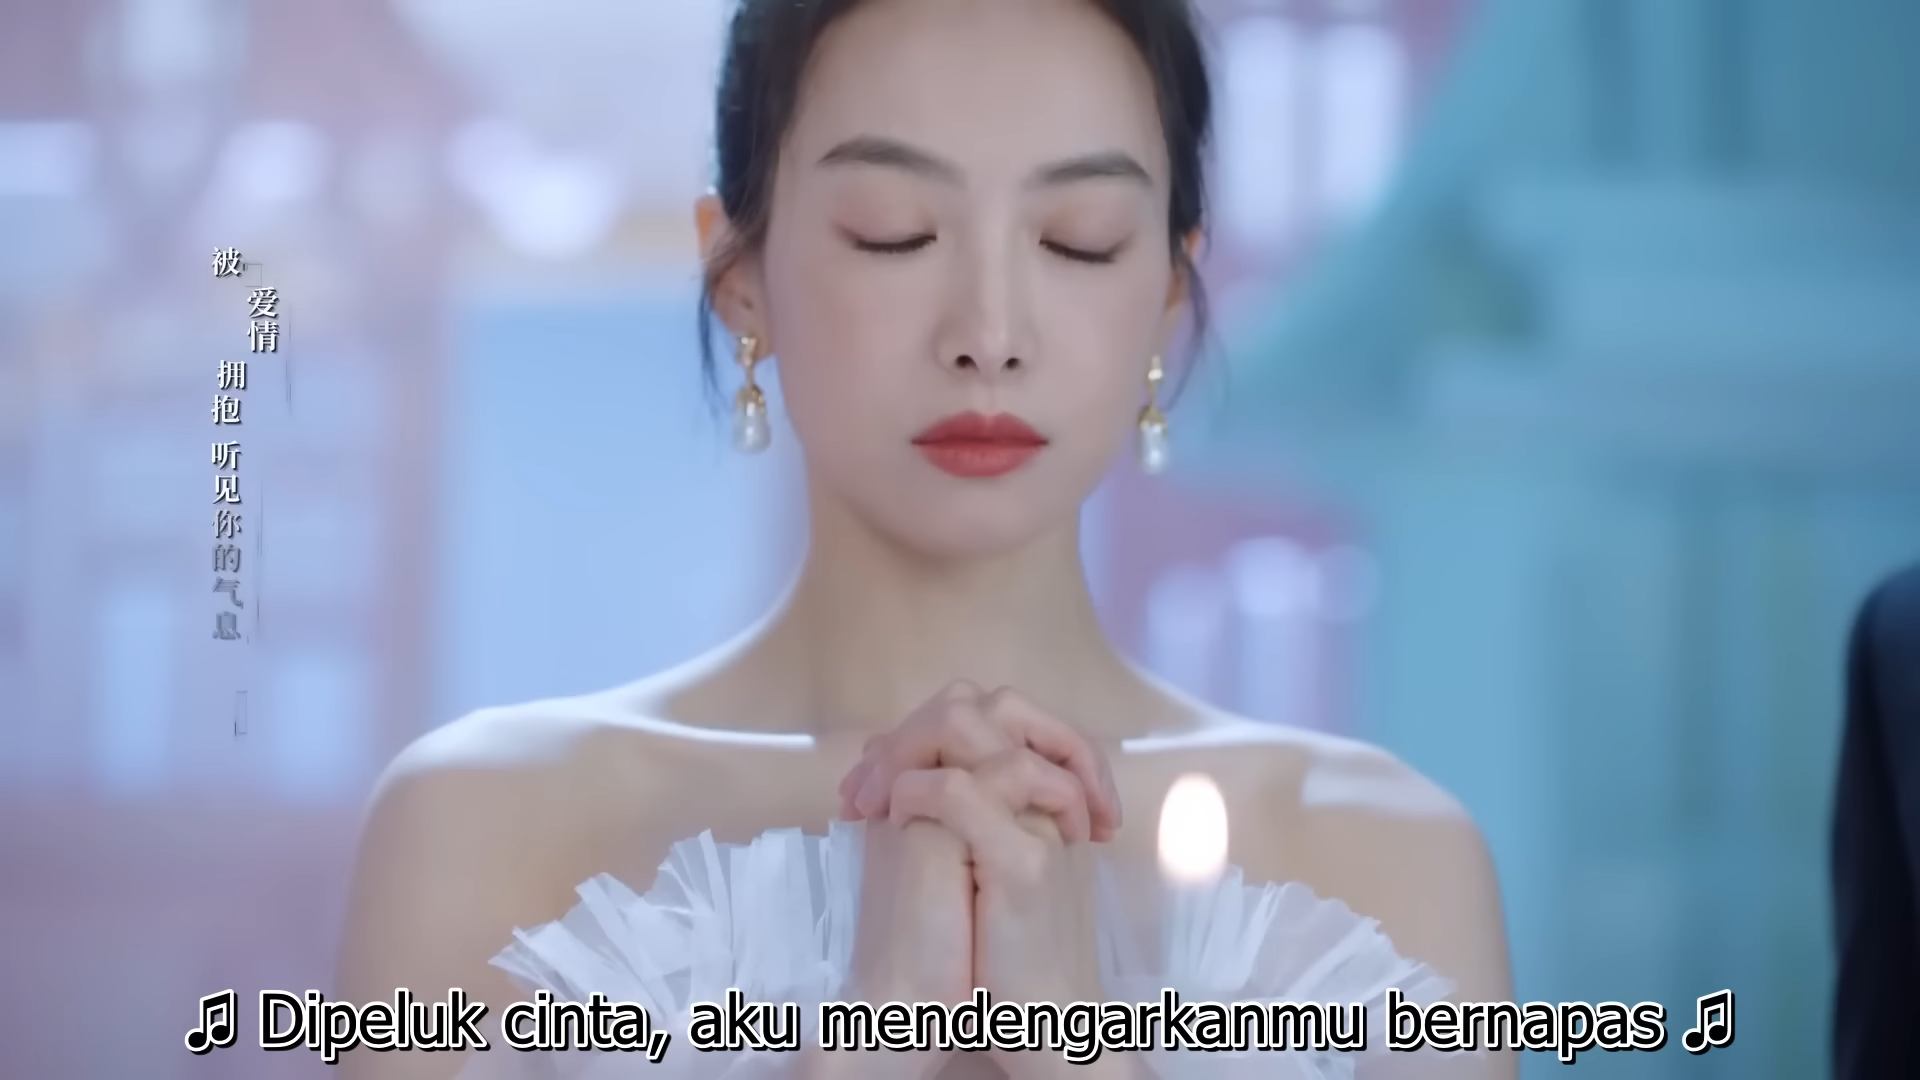 被爱情拥抱 听见你的气息
♫ Dipeluk cinta, aku mendengarkanmu bernapas ♫